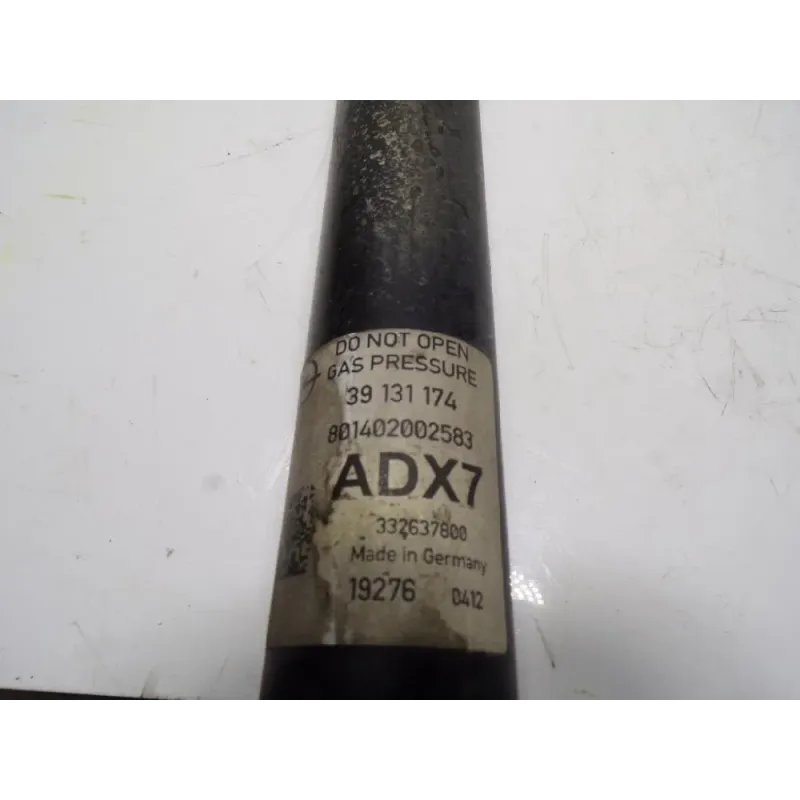 DO NOT OPEN
GAS PRESSURE
39 131 174
801402002583
ADX7
332637800
Made in Germany
19276 0412